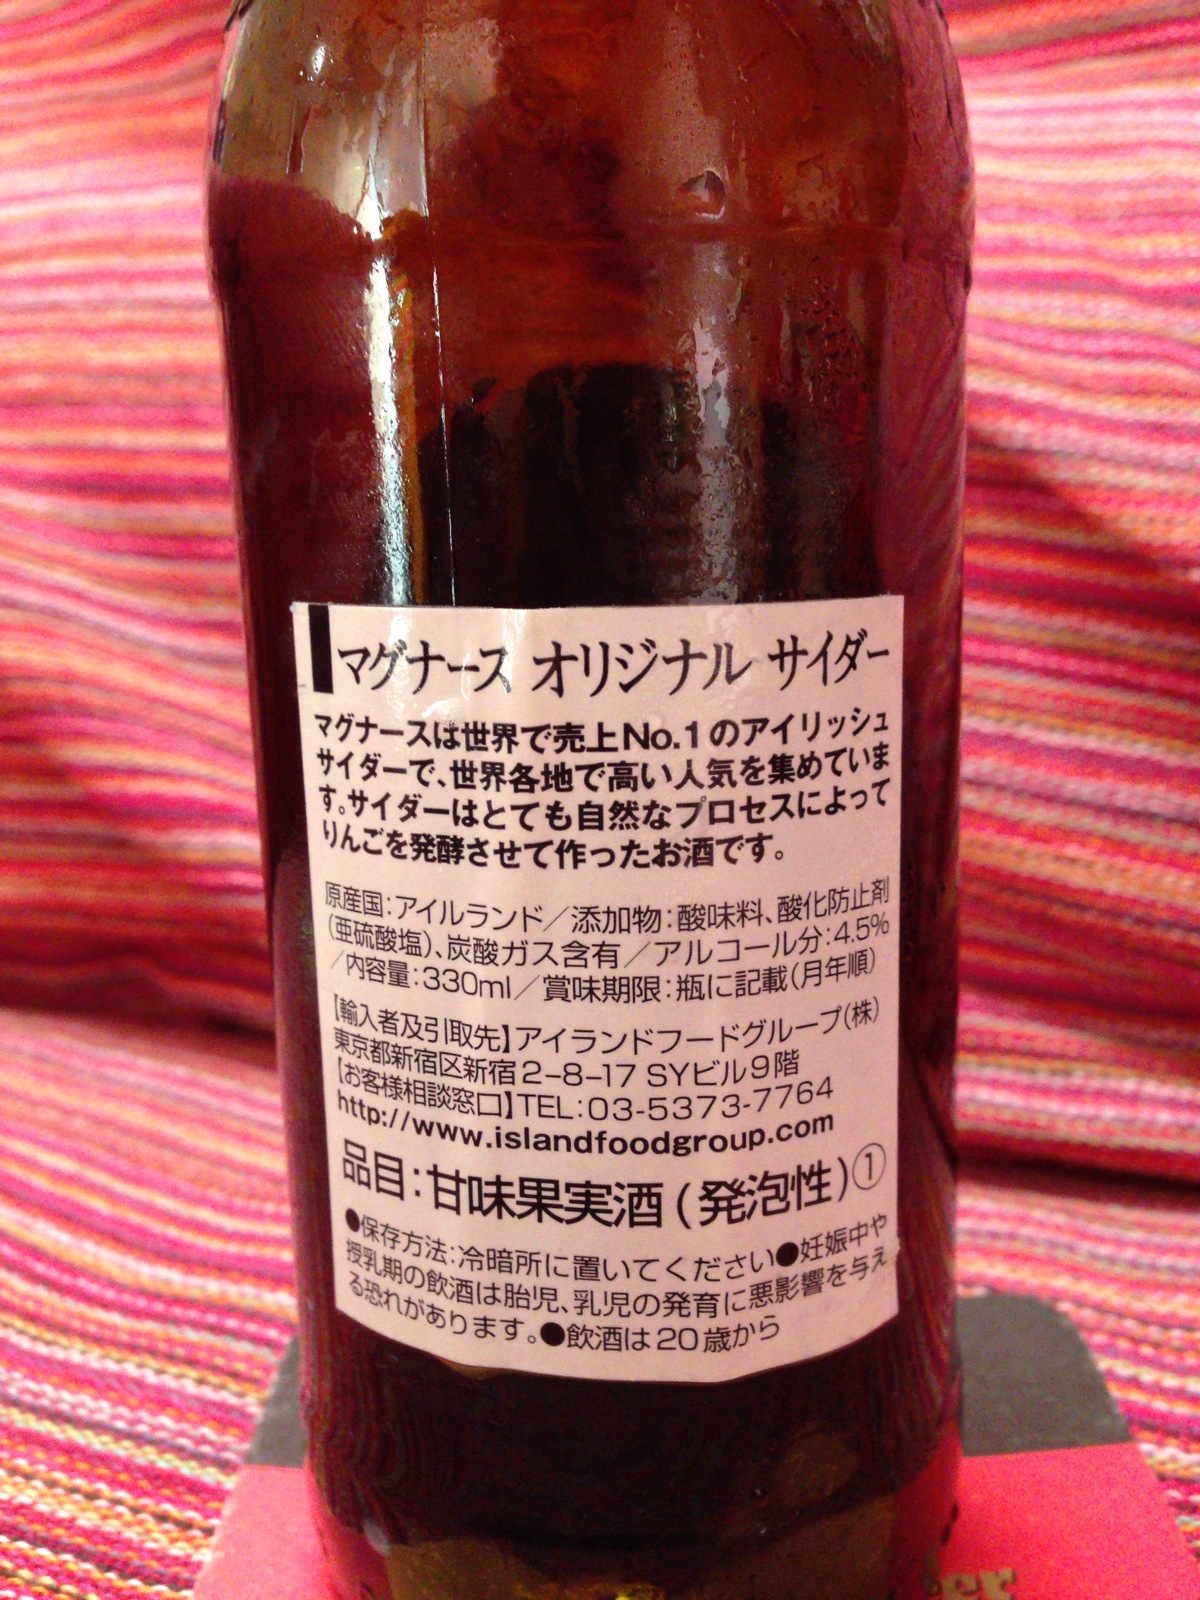 マグナース オリジナル サイダー
マグナースは世界で売上No.1のアイリッシュ
サイダーで、世界各地で高い人気を集めていま
す。サイダーはとても自然なプロセスによって
りんごを発酵させて作ったお酒です。
原産国:アイルランド／添加物:酸味料、酸化防止剤
(亜硫酸塩)、炭酸ガス含有／アルコール分:4.5%
／内容量:330ml／賞味期限:瓶に記載(月年順)
【輸入者及引取先】アイランドフードグループ(株)
東京都新宿区新宿2-8-17 SYビル9階
【お客様相談窓口】TEL:03-5373-7764
http://www.islandfoodgroup.com
品目:甘味果実酒(発泡性)①
●保存方法:冷暗所に置いてください●妊娠中や
授乳期の飲酒は胎児、乳児の発育に悪影響を与え
る恐れがあります。●飲酒は20歳から